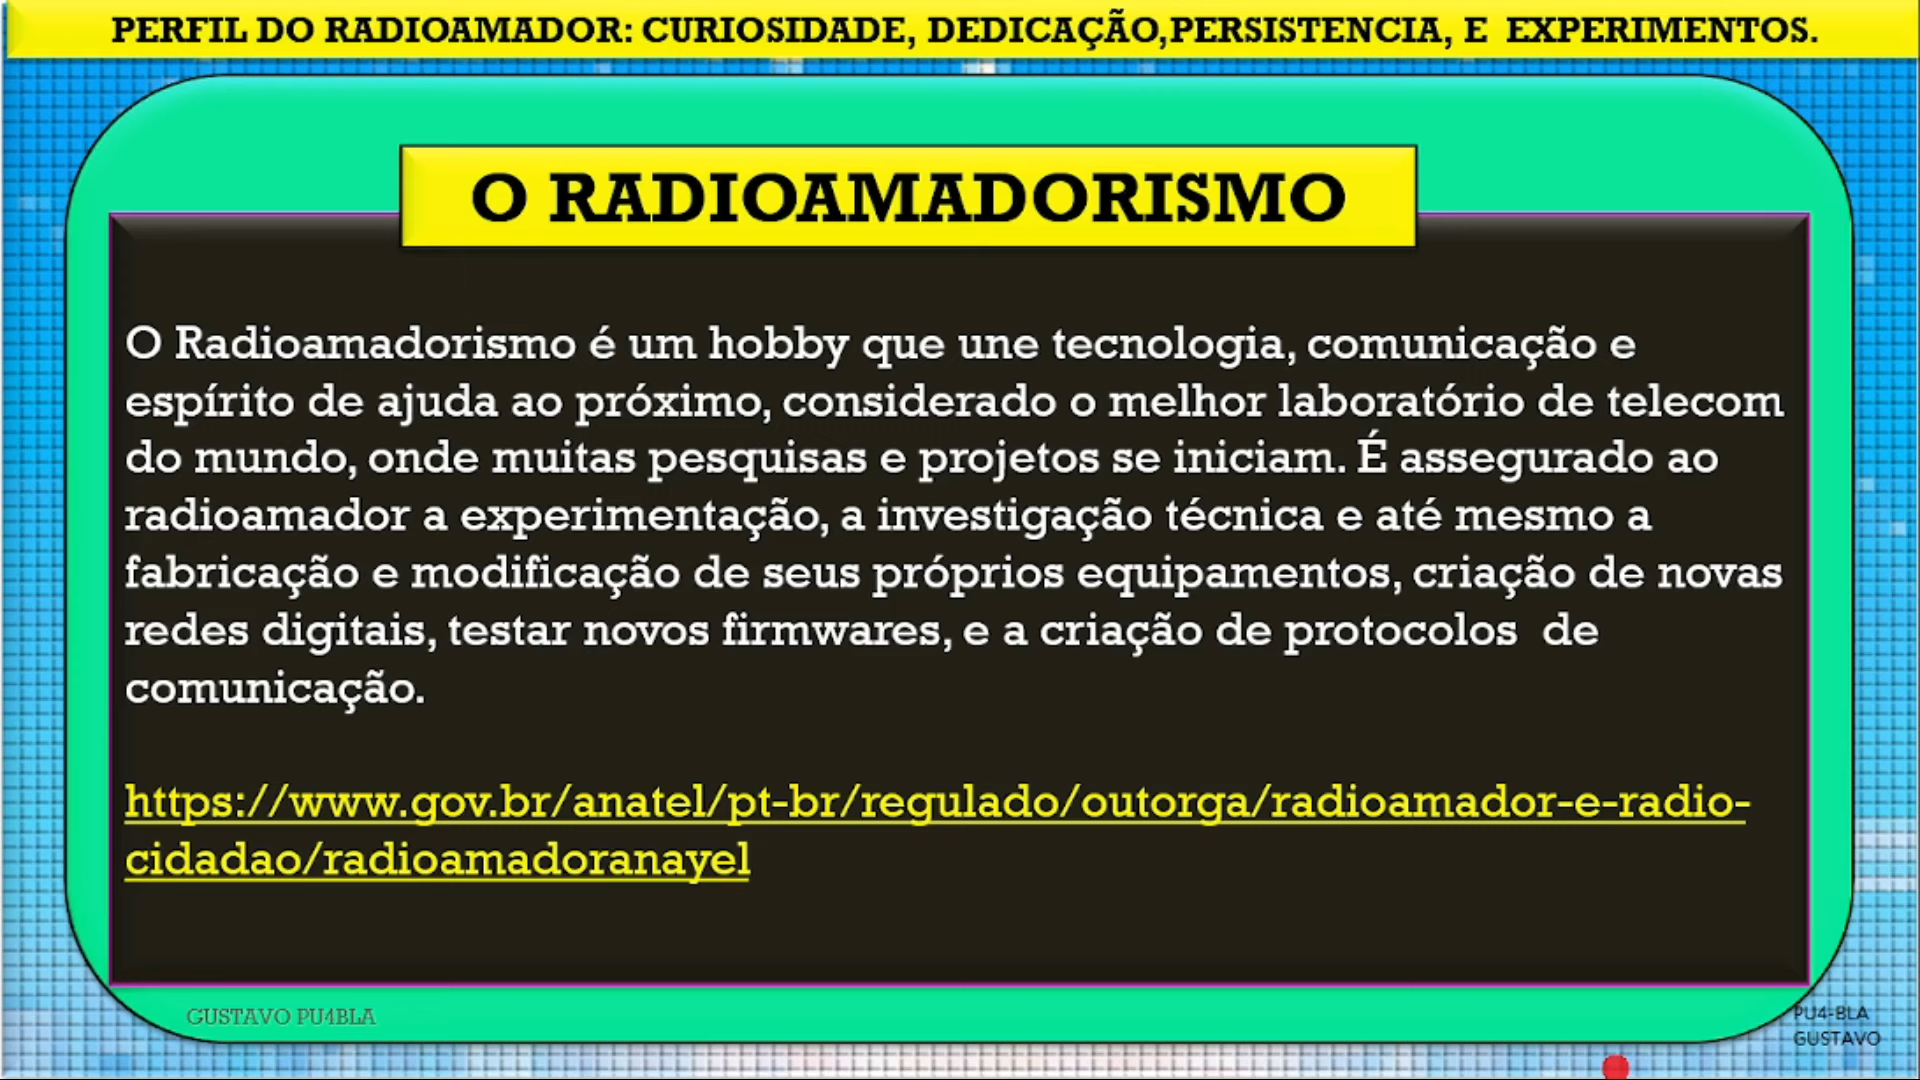 PERFIL DO RADIOAMADOR: CURIOSIDADE, DEDICAÇÃO,PERSISTENCIA, E EXPERIMENTOS.
O RADIOAMADORISMO
O Radioamadorismo é um hobby que une tecnologia, comunicação e
espírito de ajuda ao próximo, considerado o melhor laboratório de telecom
do mundo, onde muitas pesquisas e projetos se iniciam. É assegurado ao
radioamador a experimentação, a investigação técnica e até mesmo a
fabricação e modificação de seus próprios equipamentos, criação de novas
redes digitais, testar novos firmwares, e a criação de protocolos de
comunicação.
https://www.gov.br/anatel/pt-br/regulado/outorga/radioamador-e-radio-
cidadao/radioamadoranayel
GUSTAVO PU4BLA
PU4-BLA
GUSTAVO